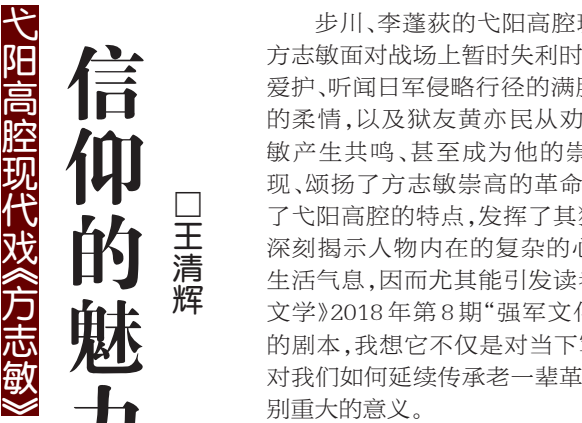 弋阳高腔现代戏《方志敏》
信仰的魅力
□王清辉
步川、李蓬荻的弋阳高腔
方志敏面对战场上暂时失利时
爱护、听闻日军侵略行径的满
的柔情,以及狱友黄亦民从劝
敏产生共鸣、甚至成为他的崇
现、颂扬了方志敏崇高的革命
了弋阳高腔的特点,发挥了其
深刻揭示人物内在的复杂的心
生活气息,因而尤其能引发读
文学》2018年第8期“强军文
的剧本,我想它不仅是对当下
对我们如何延续传承老一辈革
别重大的意义。